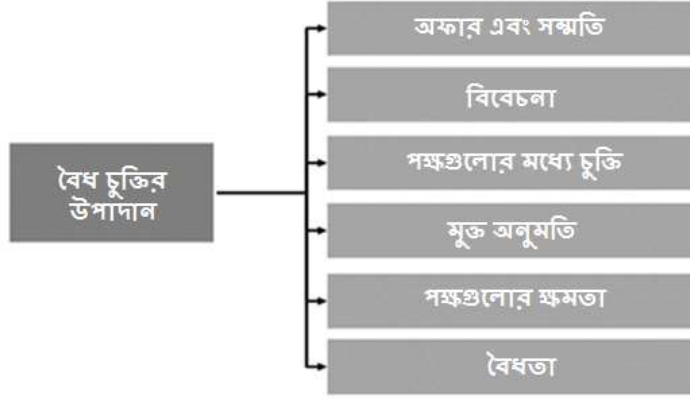 বৈধ চুক্তির
উপাদান
অফার এবং সম্মতি
বিবেচনা
পক্ষগুলোর মধ্যে চুক্তি
মুক্ত অনুমতি
পক্ষগুলোর ক্ষমতা
বৈধতা